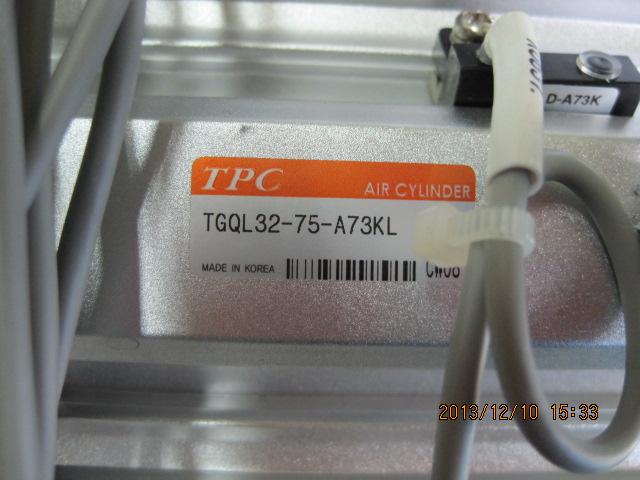 D-A73K
TPC
AIR CYLINDER
TGQL32-75-A73KL
MADE IN KOREA
2013/12/10 15:33